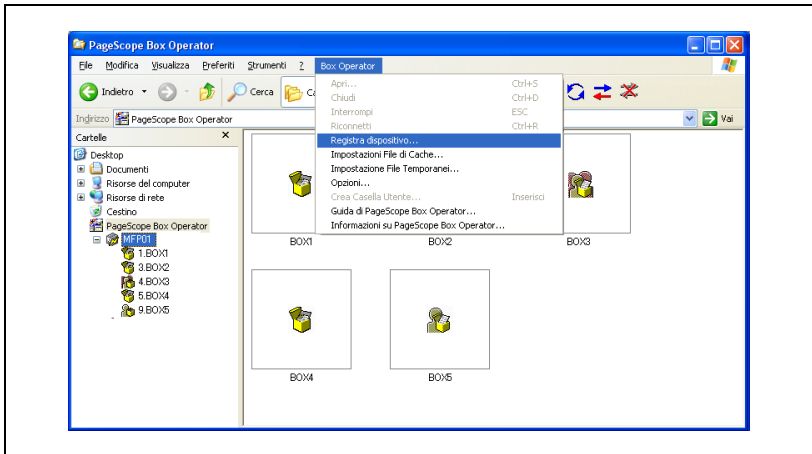 PageScope Box Operator
File Modifica Visualizza Preferiti Strumenti ? Box Operator
Indietro Cerca
Indirizzo PageScope Box Operator Vai
Cartelle
Desktop
Documenti
Risorse del computer
Risorse di rete
Cestino
PageScope Box Operator
MFP01
1.BOX1
3.BOX2
4.BOX3
5.BOX4
9.BOX5
Apri... Ctrl+S
Chiudi Ctrl+D
Interrompi ESC
Riconnetti Ctrl+R
Registra dispositivo...
Impostazioni File di Cache...
Impostazione File Temporanei...
Opzioni...
Crea Casella Utente... Inserisci
Guida di PageScope Box Operator...
Informazioni su PageScope Box Operator...
BOX1 BOX2 BOX3
BOX4 BOX5